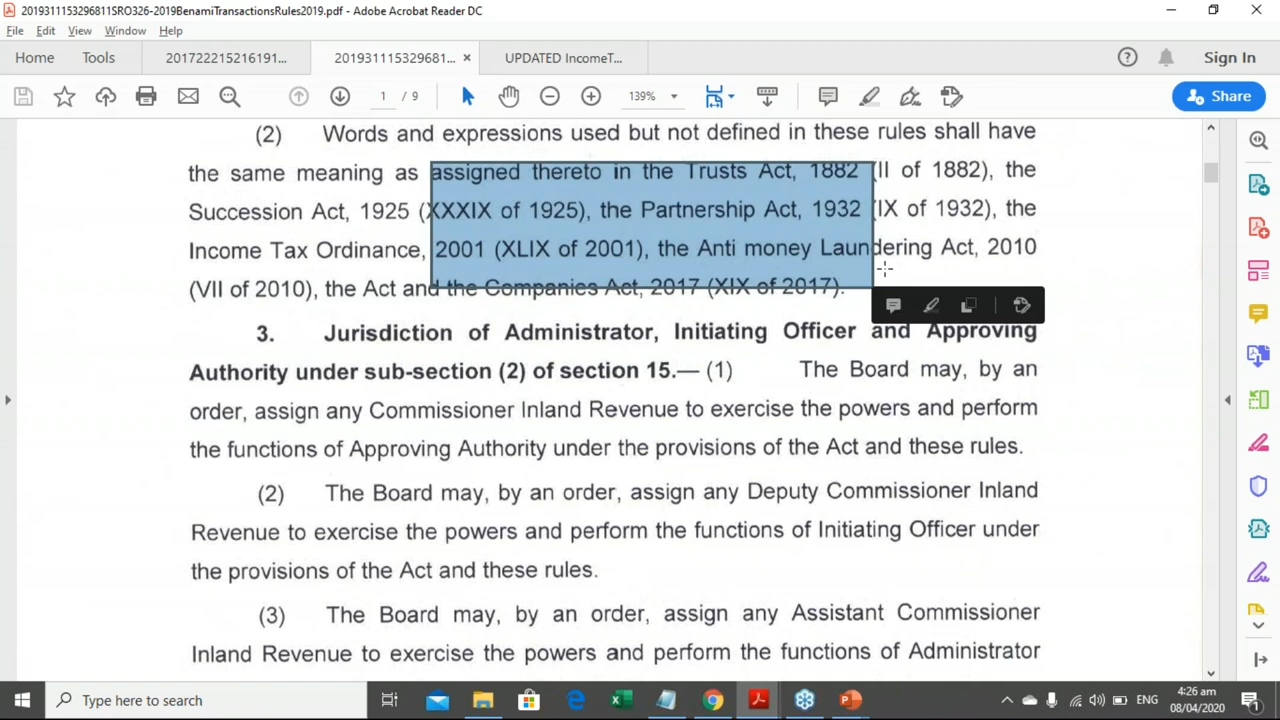 2019311153296811SRO326-2019BenamiTransactionsRules2019.pdf - Adobe Acrobat Reader DC
File Edit View Window Help
Home Tools 201722215216191... 201931115329681... × UPDATED IncomeT... Sign In
1 / 9 139% Share
(2) Words and expressions used but not defined in these rules shall have
the same meaning as assigned thereto in the Trusts Act, 1882 (II of 1882), the
Succession Act, 1925 (XXXIX of 1925), the Partnership Act, 1932 (IX of 1932), the
Income Tax Ordinance, 2001 (XLIX of 2001), the Anti money Laundering Act, 2010
(VII of 2010), the Act and the Companies Act, 2017 (XIX of 2017).
3. Jurisdiction of Administrator, Initiating Officer and Approving
Authority under sub-section (2) of section 15.— (1) The Board may, by an
order, assign any Commissioner Inland Revenue to exercise the powers and perform
the functions of Approving Authority under the provisions of the Act and these rules.
(2) The Board may, by an order, assign any Deputy Commissioner Inland
Revenue to exercise the powers and perform the functions of Initiating Officer under
the provisions of the Act and these rules.
(3) The Board may, by an order, assign any Assistant Commissioner
Inland Revenue to exercise the powers and perform the functions of Administrator
Type here to search
ENG
4:26 am
08/04/2020
1